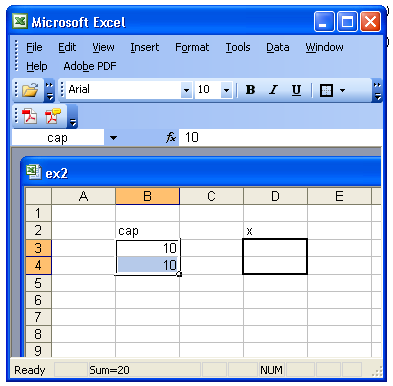 Microsoft Excel
File Edit View Insert Format Tools Data Window
Help Adobe PDF
Arial 10 B I U
cap fx 10
ex2
A B C D E
1
2 cap x
3 10
4 10
5
6
7
8
9
Ready Sum=20 NUM